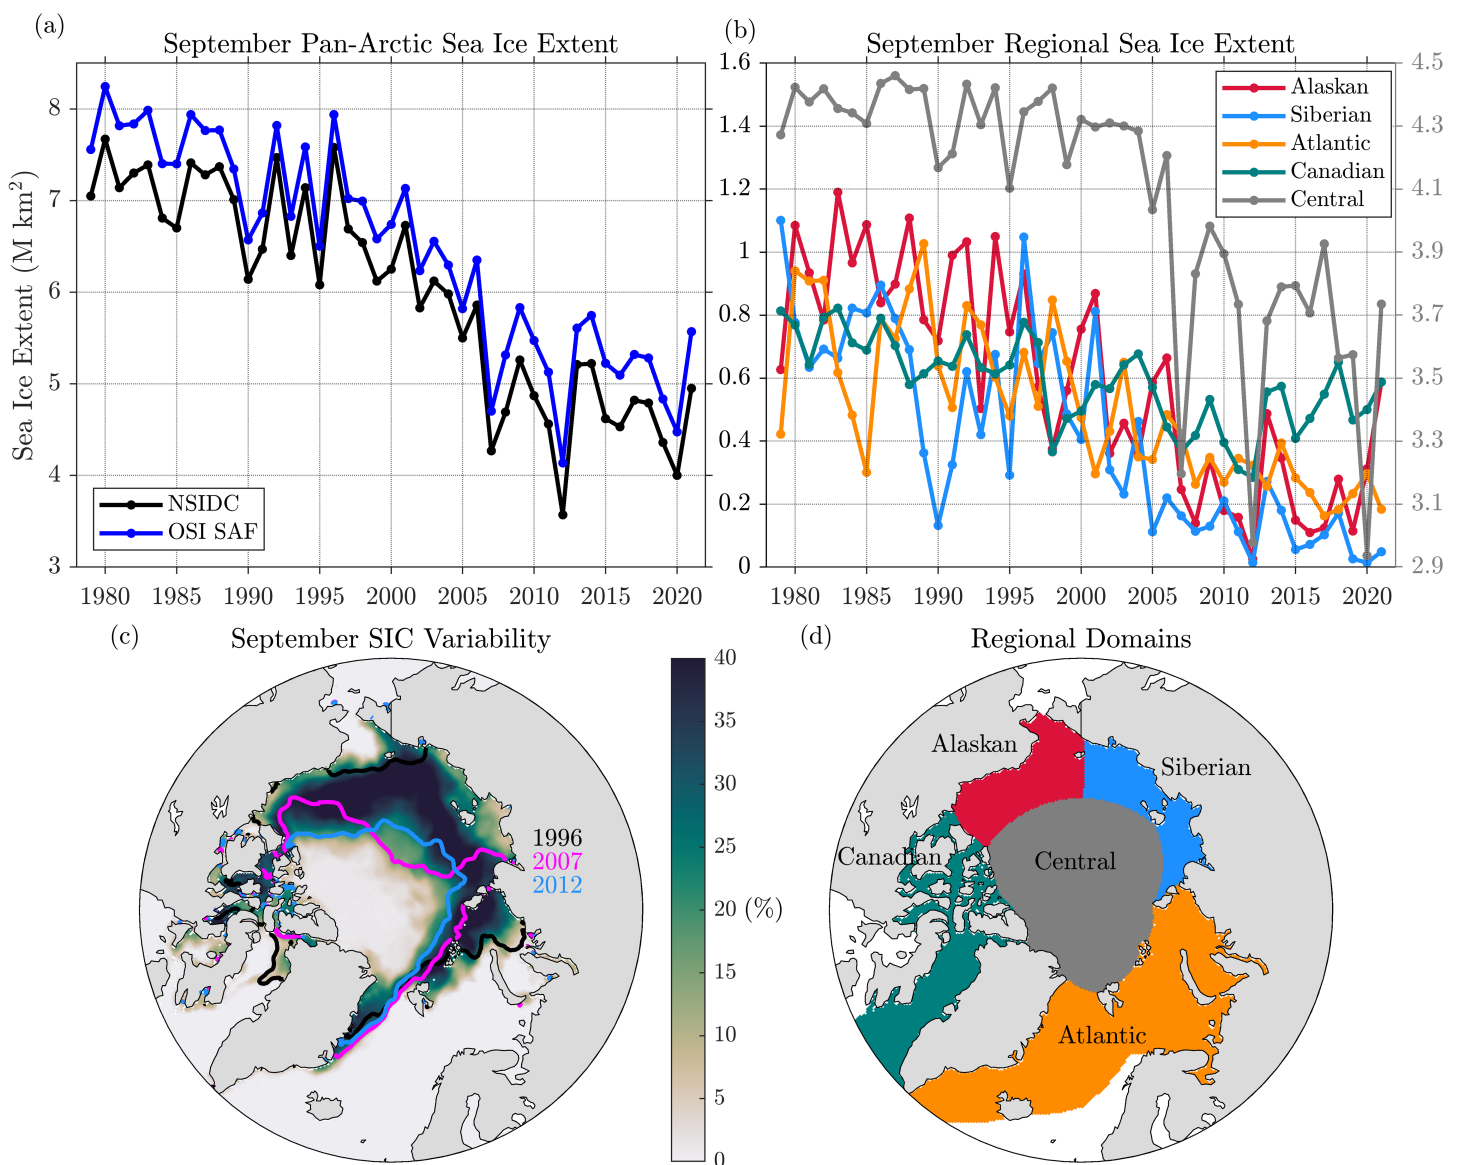 (a)
September Pan-Arctic Sea Ice Extent
Sea Ice Extent (M km²)
8
7
6
5
4
3
NSIDC
OSI SAF
1980 1985 1990 1995 2000 2005 2010 2015 2020
(b)
September Regional Sea Ice Extent
1.6
1.4
1.2
1
0.8
0.6
0.4
0.2
0
4.5
4.3
4.1
3.9
3.7
3.5
3.3
3.1
2.9
Alaskan
Siberian
Atlantic
Canadian
Central
1980 1985 1990 1995 2000 2005 2010 2015 2020
(c)
September SIC Variability
1996
2007
2012
40
35
30
25
20
15
10
5
0
(%)
(d)
Regional Domains
Alaskan
Siberian
Canadian
Central
Atlantic